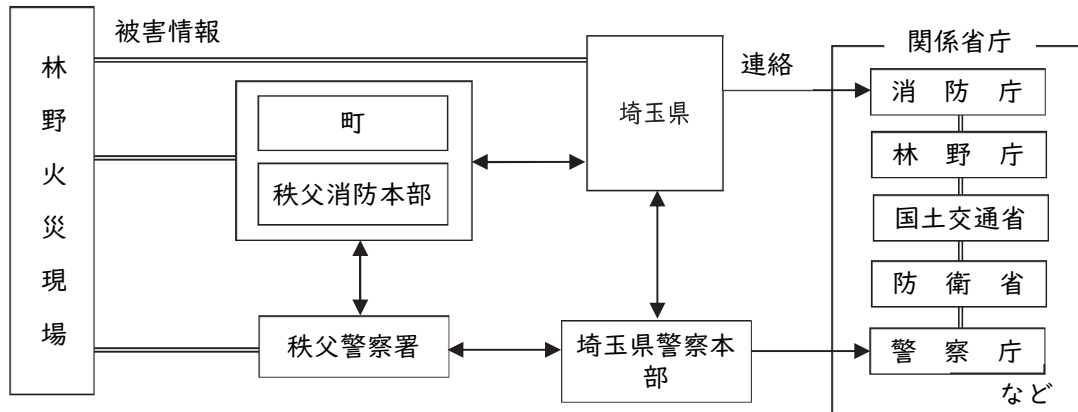 林野火災現場
被害情報
町
秩父消防本部
秩父警察署
埼玉県
埼玉県警察本
部
連絡
関係省庁
消防庁
林野庁
国土交通省
防衛省
警察庁
など